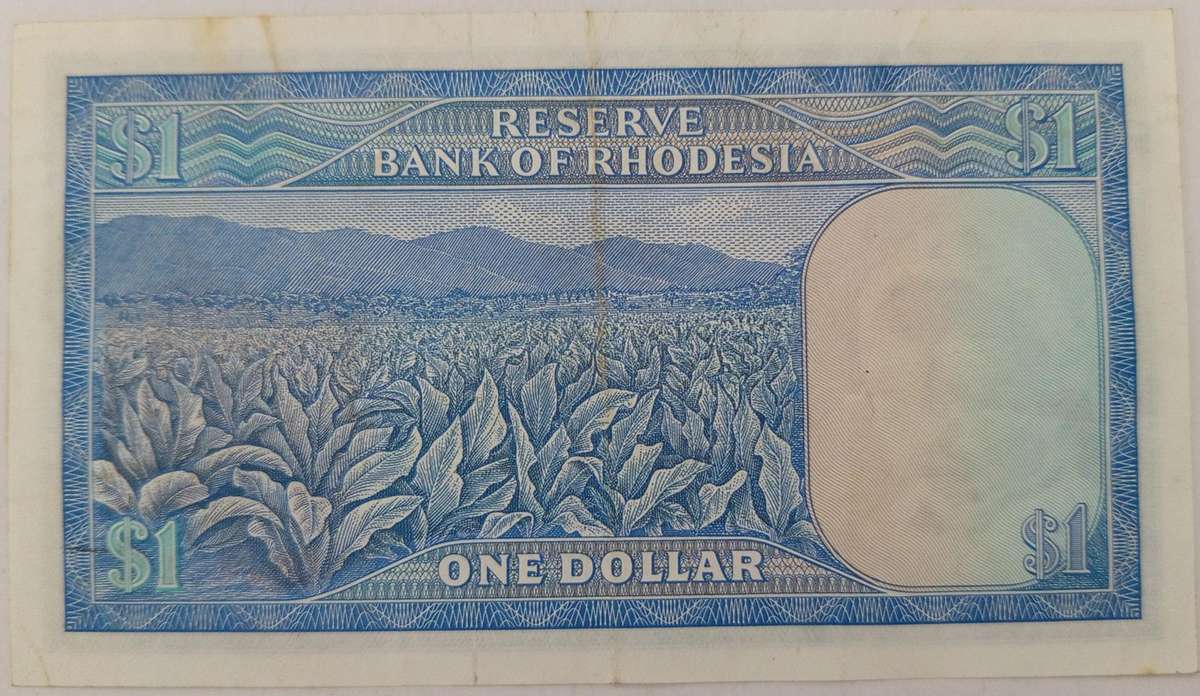 $1 RESERVE $1
BANK OF RHODESIA
$1 ONE DOLLAR $1